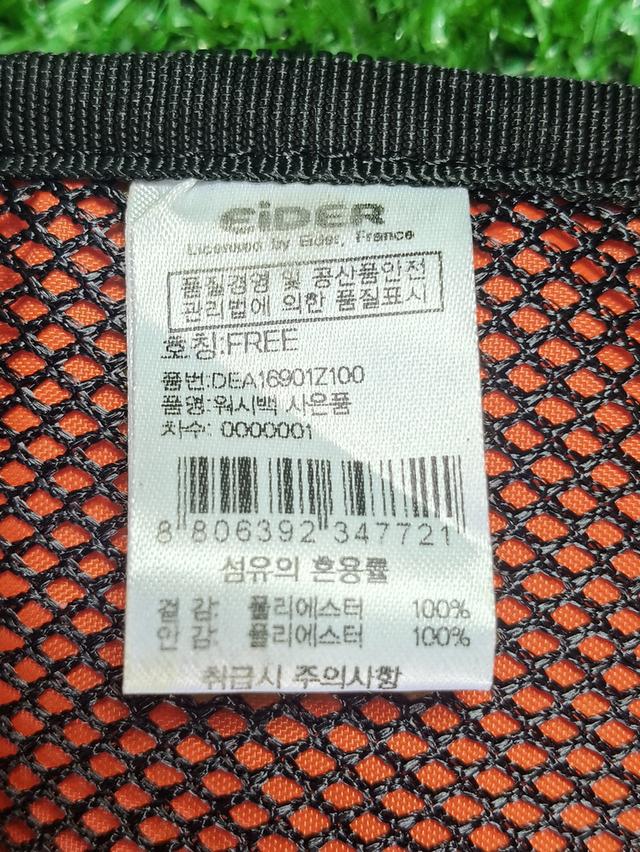 EiDER
Licensed by Eider, France
품질경영 및 공산품안전
관리법에 의한 품질표시
호칭:FREE
품번:DEA16901Z100
품명:워시백 사은품
차수: 0000001
8 806392 347721
섬유의 혼용률
겉 감: 폴리에스터 100%
안 감: 폴리에스터 100%
취급시 주의사항